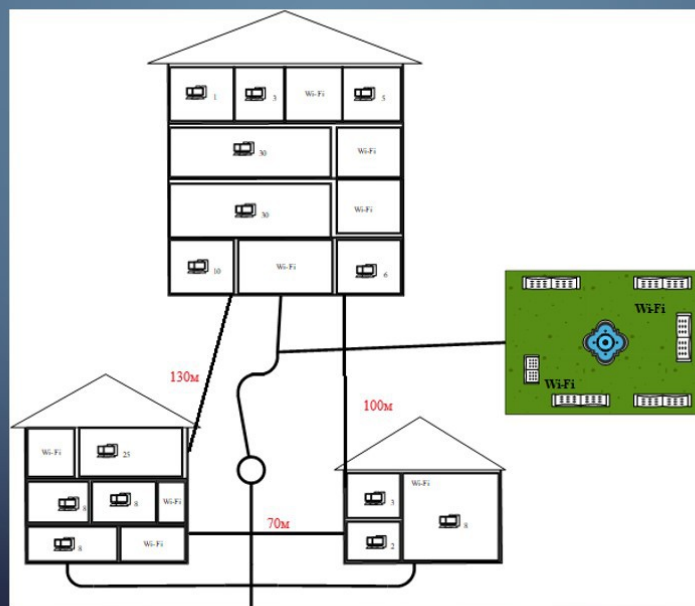 1 3 Wi-Fi 5
30 Wi-Fi
30 Wi-Fi
10 Wi-Fi 6
Wi-Fi
Wi-Fi
130м
100м
Wi-Fi 25
8 8 Wi-Fi
8 Wi-Fi
70м
3 Wi-Fi
8
2